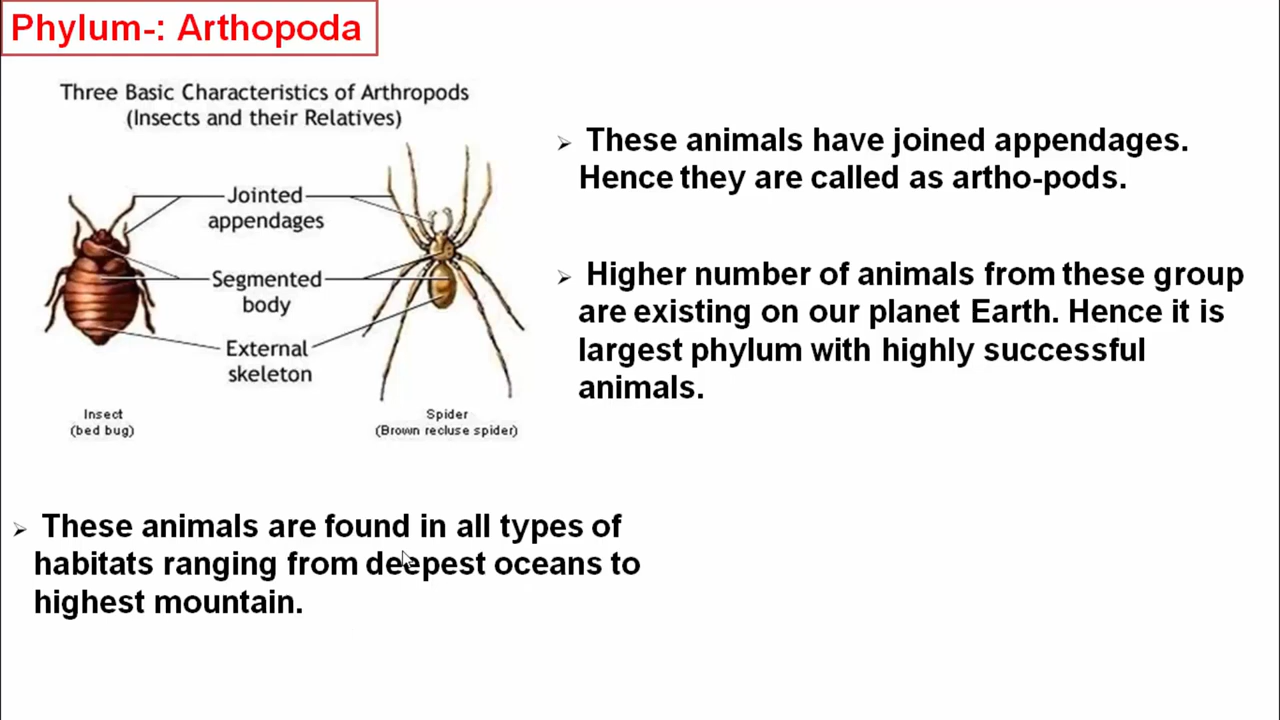 Phylum-: Arthopoda
Three Basic Characteristics of Arthropods
(Insects and their Relatives)
Jointed
appendages
Segmented
body
External
skeleton
Insect
(bed bug)
Spider
(Brown recluse spider)
➢ These animals have joined appendages.
Hence they are called as artho-pods.
➢ Higher number of animals from these group
are existing on our planet Earth. Hence it is
largest phylum with highly successful
animals.
➢ These animals are found in all types of
habitats ranging from deepest oceans to
highest mountain.